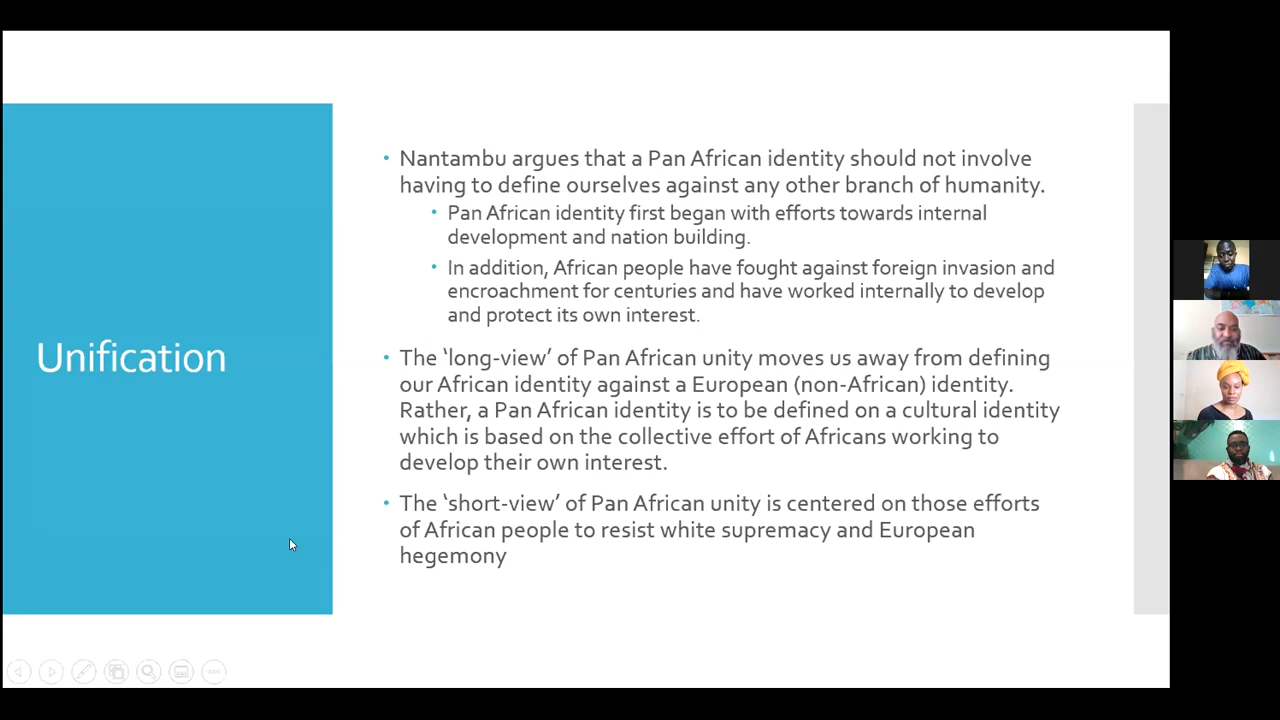 Unification
• Nantambu argues that a Pan African identity should not involve
having to define ourselves against any other branch of humanity.
• Pan African identity first began with efforts towards internal
development and nation building.
• In addition, African people have fought against foreign invasion and
encroachment for centuries and have worked internally to develop
and protect its own interest.
• The ‘long-view’ of Pan African unity moves us away from defining
our African identity against a European (non-African) identity.
Rather, a Pan African identity is to be defined on a cultural identity
which is based on the collective effort of Africans working to
develop their own interest.
• The ‘short-view’ of Pan African unity is centered on those efforts
of African people to resist white supremacy and European
hegemony